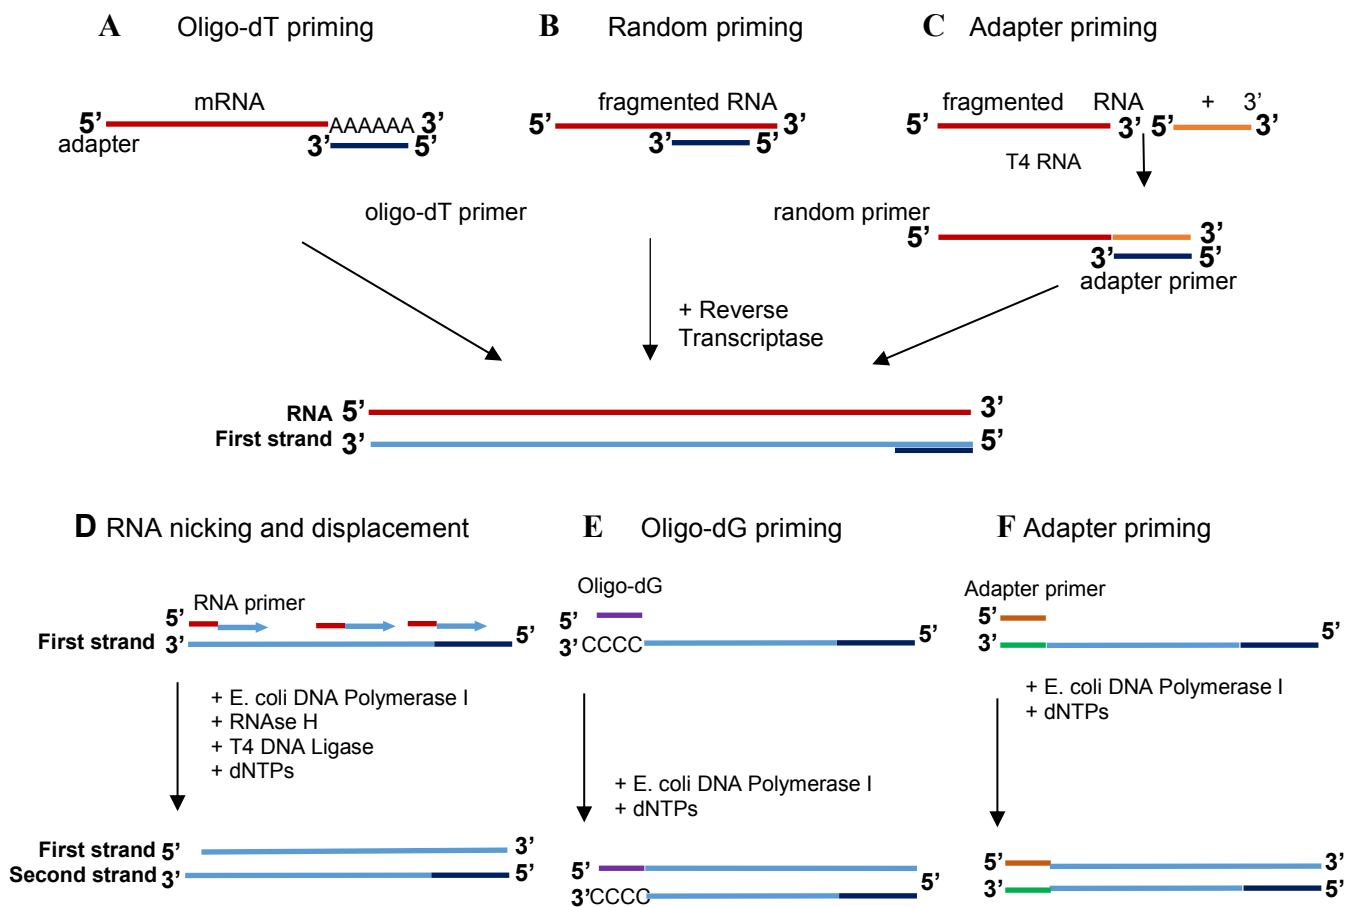 A Oligo-dT priming
B Random priming
C Adapter priming
mRNA
5’ AAAAAA 3’
adapter
3’ 5’
oligo-dT primer
fragmented RNA
5’ 3’
3’ 5’
random primer
fragmented RNA + 3’
5’ 3’ 5’ 3’
T4 RNA
5’ 3’
3’ 5’
adapter primer
+ Reverse
Transcriptase
RNA 5’ 3’
First strand 3’ 5’
D RNA nicking and displacement
RNA primer
5’
First strand 3’ 5’
+ E. coli DNA Polymerase I
+ RNAse H
+ T4 DNA Ligase
+ dNTPs
First strand 5’ 3’
Second strand 3’ 5’
E Oligo-dG priming
Oligo-dG
5’
3’CCCC 5’
+ E. coli DNA Polymerase I
+ dNTPs
5’ 5’
3’CCCC
F Adapter priming
Adapter primer
5’ 5’
3’
+ E. coli DNA Polymerase I
+ dNTPs
5’ 3’
3’ 5’